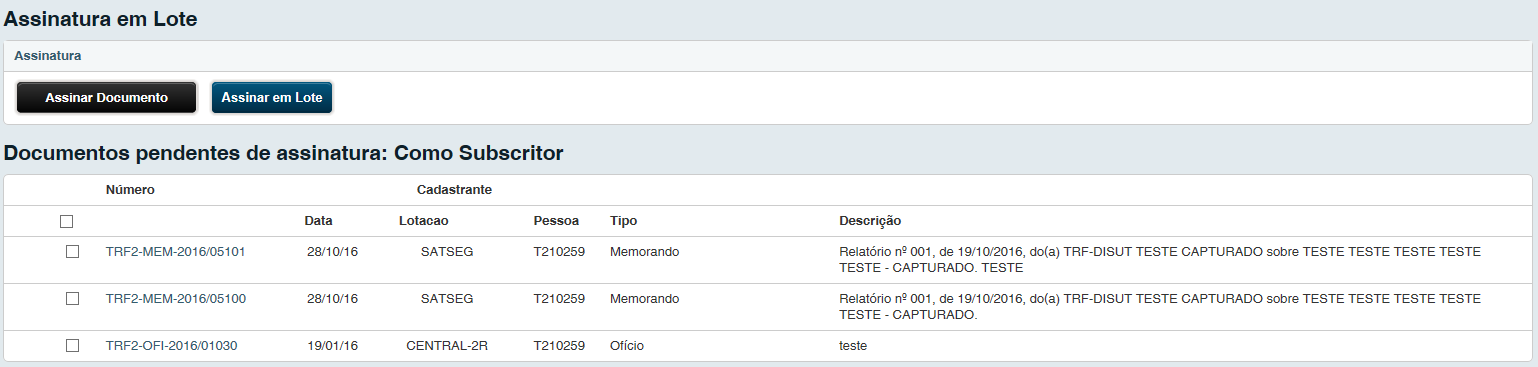 Assinatura em Lote
Assinatura
Assinar Documento Assinar em Lote
Documentos pendentes de assinatura: Como Subscritor
Número Cadastrante
Data Lotacao Pessoa Tipo Descrição
TRF2-MEM-2016/05101 28/10/16 SATSEG T210259 Memorando Relatório nº 001, de 19/10/2016, do(a) TRF-DISUT TESTE CAPTURADO sobre TESTE TESTE TESTE TESTE
TESTE - CAPTURADO. TESTE
TRF2-MEM-2016/05100 28/10/16 SATSEG T210259 Memorando Relatório nº 001, de 19/10/2016, do(a) TRF-DISUT TESTE CAPTURADO sobre TESTE TESTE TESTE TESTE
TESTE - CAPTURADO.
TRF2-OFI-2016/01030 19/01/16 CENTRAL-2R T210259 Ofício teste